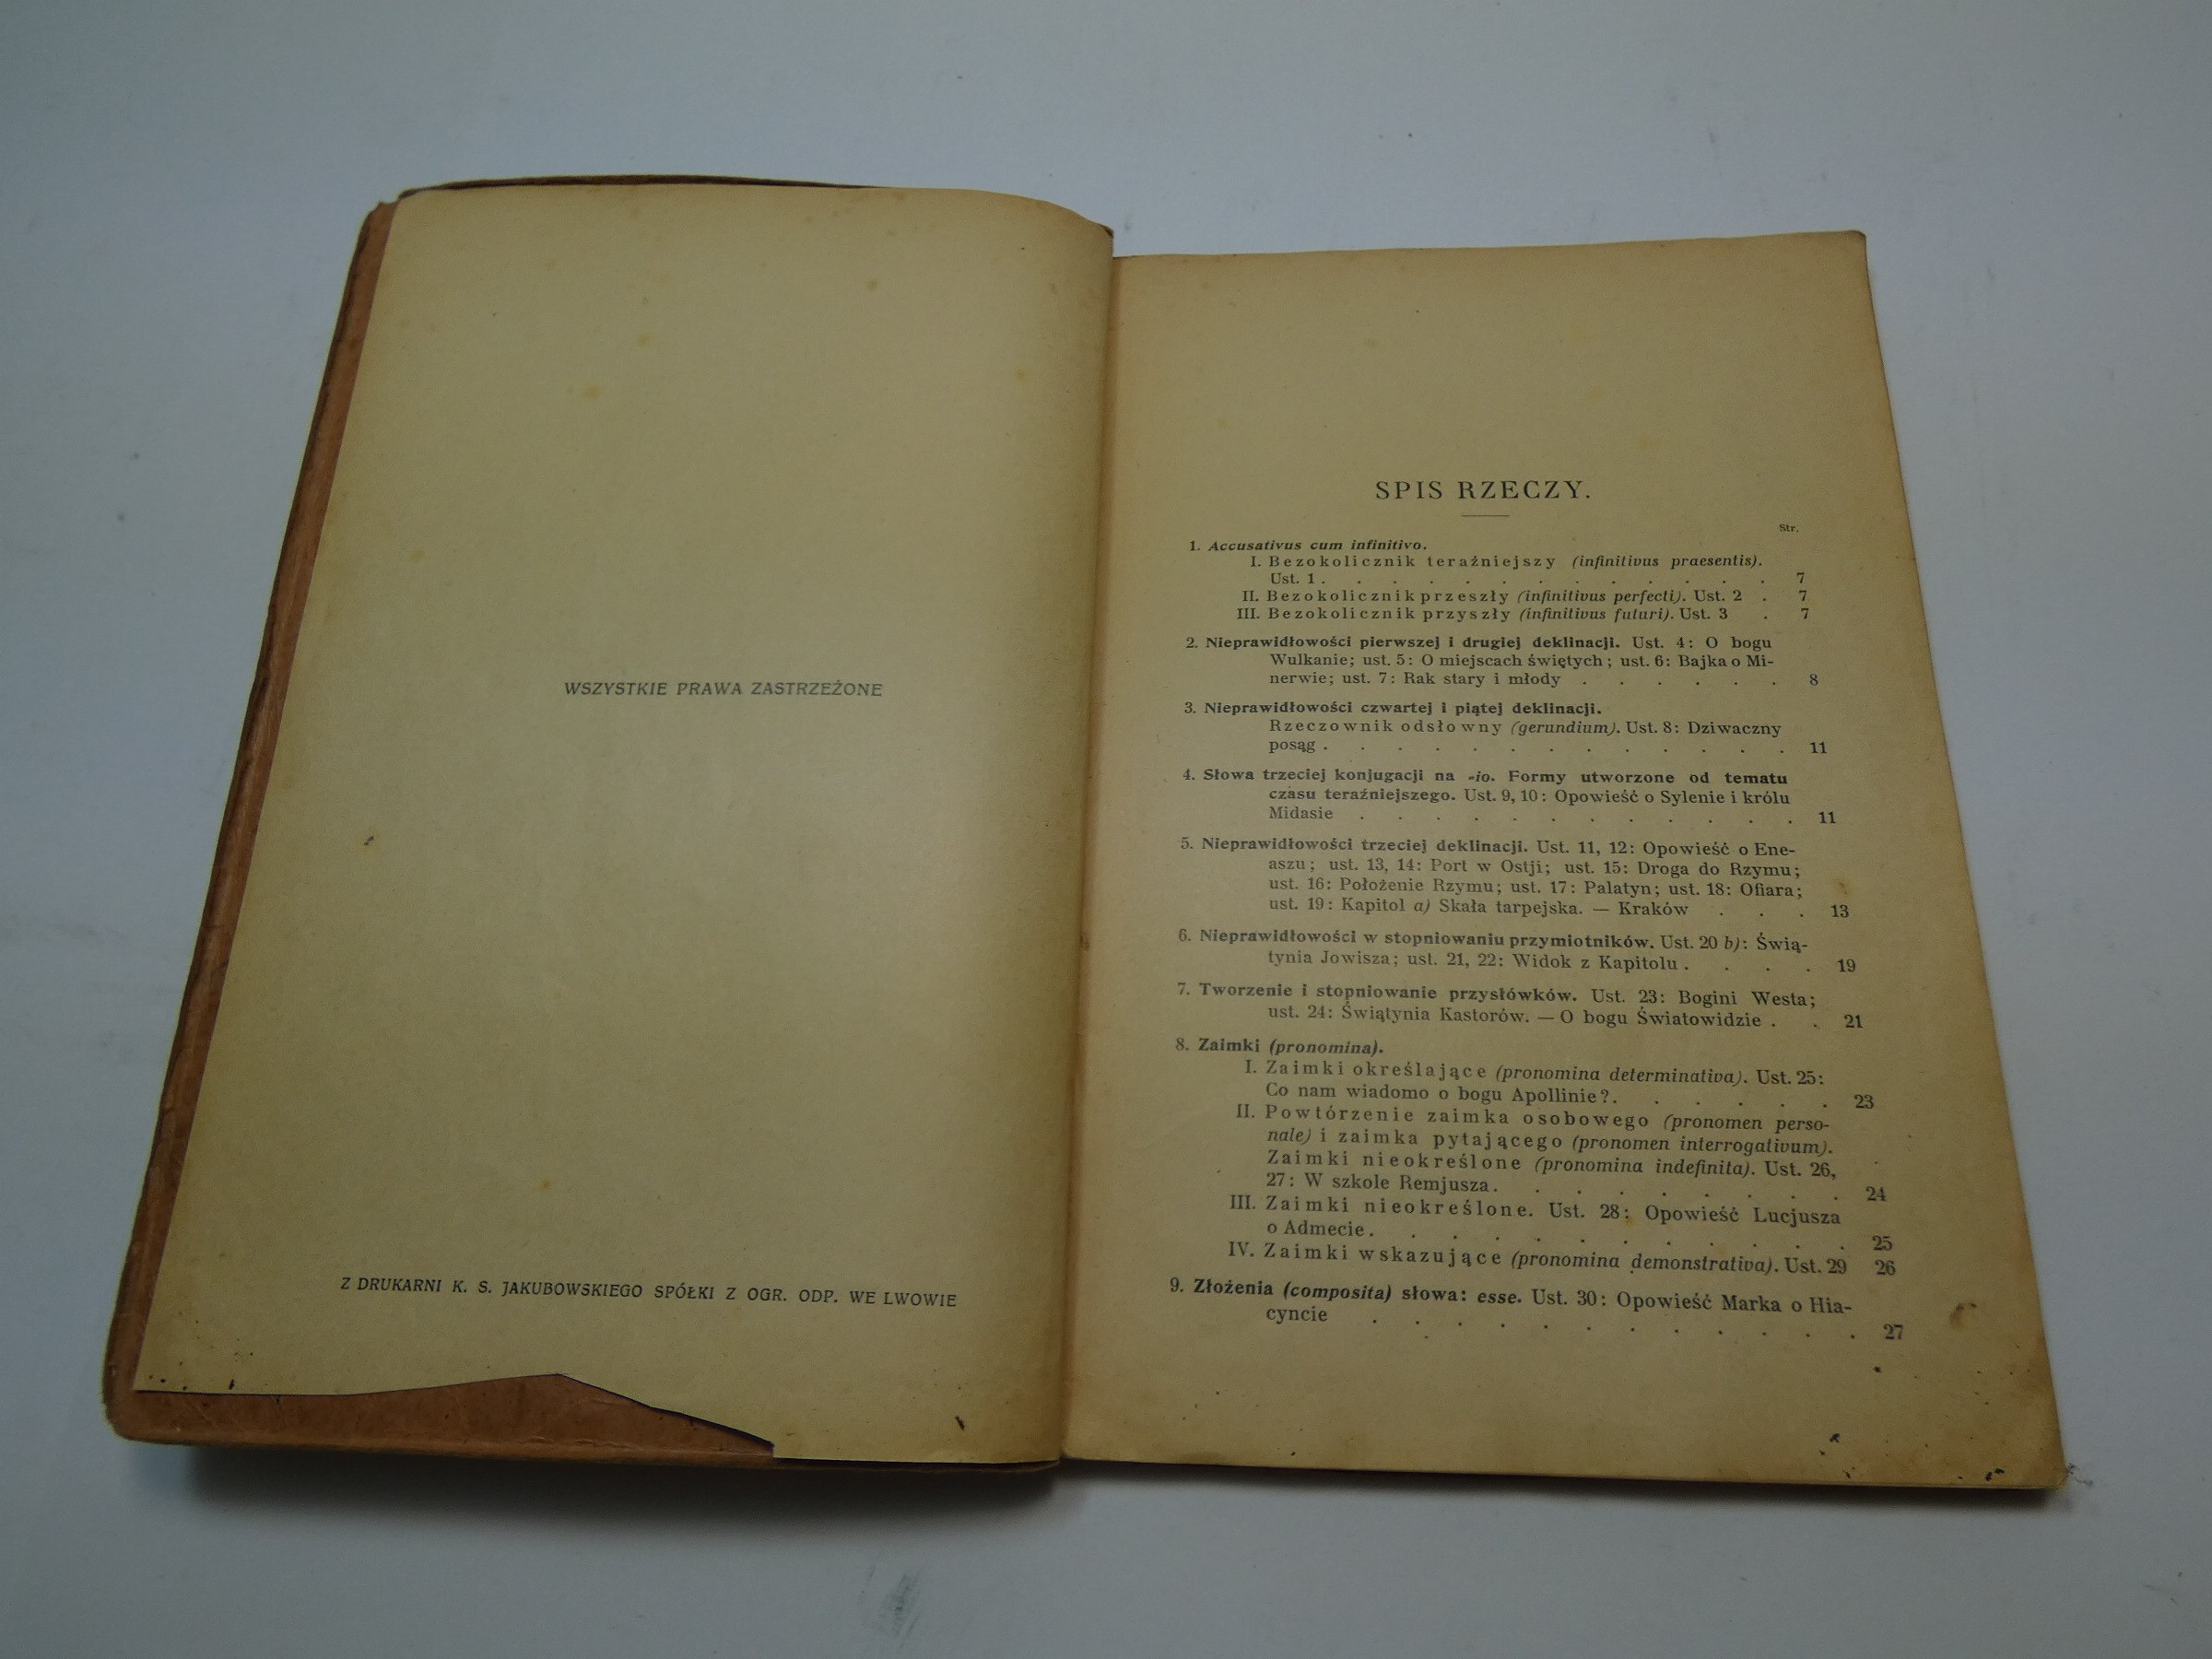 WSZYSTKIE PRAWA ZASTRZEŻONE
Z DRUKARNI K. S. JAKUBOWSKIEGO SPÓŁKI Z OGR. ODP. WE LWOWIE
SPIS RZECZY.
Str.
1. Accusativus cum infinitivo.
I. Bezokolicznik teraźniejszy (infinitivus praesentis).
Ust. 1 . . . . . . . . . . . . . 7
II. Bezokolicznik przeszły (infinitivus perfecti). Ust. 2 . 7
III. Bezokolicznik przyszły (infinitivus futuri). Ust. 3 . 7
2. Nieprawidłowości pierwszej i drugiej deklinacji. Ust. 4: O bogu
Wulkanie; ust. 5: O miejscach świętych; ust. 6: Bajka o Mi-
nerwie; ust. 7: Rak stary i młody . . . . . . 8
3. Nieprawidłowości czwartej i piątej deklinacji.
Rzeczownik odsłowny (gerundium). Ust. 8: Dziwaczny
posąg . . . . . . . . . . . . . 11
4. Słowa trzeciej konjugacji na -io. Formy utworzone od tematu
czasu teraźniejszego. Ust. 9, 10: Opowieść o Sylenie i królu
Midasie . . . . . . . . . . . . 11
5. Nieprawidłowości trzeciej deklinacji. Ust. 11, 12: Opowieść o Ene-
aszu; ust. 13, 14: Port w Ostji; ust. 15: Droga do Rzymu;
ust. 16: Położenie Rzymu; ust. 17: Palatyn; ust. 18: Ofiara;
ust. 19: Kapitol a) Skała tarpejska. — Kraków . . . 13
6. Nieprawidłowości w stopniowaniu przymiotników. Ust. 20 b): Świą-
tynia Jowisza; ust. 21, 22: Widok z Kapitolu . . . . 19
7. Tworzenie i stopniowanie przysłówków. Ust. 23: Bogini Westa;
ust. 24: Świątynia Kastorów. — O bogu Światowidzie . . 21
8. Zaimki (pronomina).
I. Zaimki określające (pronomina determinativa). Ust. 25:
Co nam wiadomo o bogu Apollinie?. . . . . . 23
II. Powtórzenie zaimka osobowego (pronomen perso-
nale) i zaimka pytającego (pronomen interrogativum).
Zaimki nieokreślone (pronomina indefinita). Ust. 26,
27: W szkole Remjusza . . . . . . . . . 24
III. Zaimki nieokreślone. Ust. 28: Opowieść Lucjusza
o Admecie . . . . . . . . . . . . 25
IV. Zaimki wskazujące (pronomina demonstrativa). Ust. 29 26
9. Złożenia (composita) słowa: esse. Ust. 30: Opowieść Marka o Hia-
cyncie . . . . . . . . . . . . 27